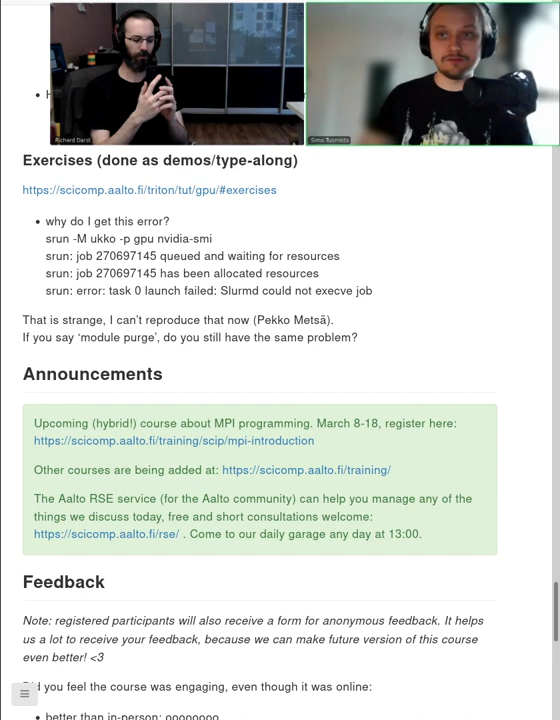 Richard Darst
Simo Tuomisto
Exercises (done as demos/type-along)
https://scicomp.aalto.fi/triton/tut/gpu/#exercises
• why do I get this error?
srun -M ukko -p gpu nvidia-smi
srun: job 270697145 queued and waiting for resources
srun: job 270697145 has been allocated resources
srun: error: task 0 launch failed: Slurmd could not execve job
That is strange, I can’t reproduce that now (Pekko Metsä).
If you say ‘module purge’, do you still have the same problem?
Announcements
Upcoming (hybrid!) course about MPI programming. March 8-18, register here:
https://scicomp.aalto.fi/training/scip/mpi-introduction
Other courses are being added at: https://scicomp.aalto.fi/training/
The Aalto RSE service (for the Aalto community) can help you manage any of the
things we discuss today, free and short consultations welcome:
https://scicomp.aalto.fi/rse/ . Come to our daily garage any day at 13:00.
Feedback
Note: registered participants will also receive a form for anonymous feedback. It helps
us a lot to receive your feedback, because we can make future version of this course
even better! <3
you feel the course was engaging, even though it was online:
• better than in-person: oooooooo